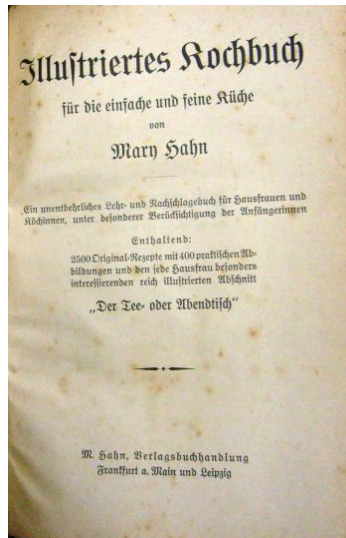 Illustriertes Kochbuch
für die einfache und feine Küche
von
Mary Hahn
Ein unentbehrliches Lehr- und Nachschlagebuch für Hausfrauen und
Köchinnen, unter besonderer Berücksichtigung der Anfängerinnen
Enthaltend:
2500 Original-Rezepte mit 400 praktischen Ab-
bildungen und den jede Hausfrau besonders
interessierenden reich illustrierten Abschnitt
„Der Tee- oder Abendtisch“
M. Hahn, Verlagsbuchhandlung
Frankfurt a. Main und Leipzig